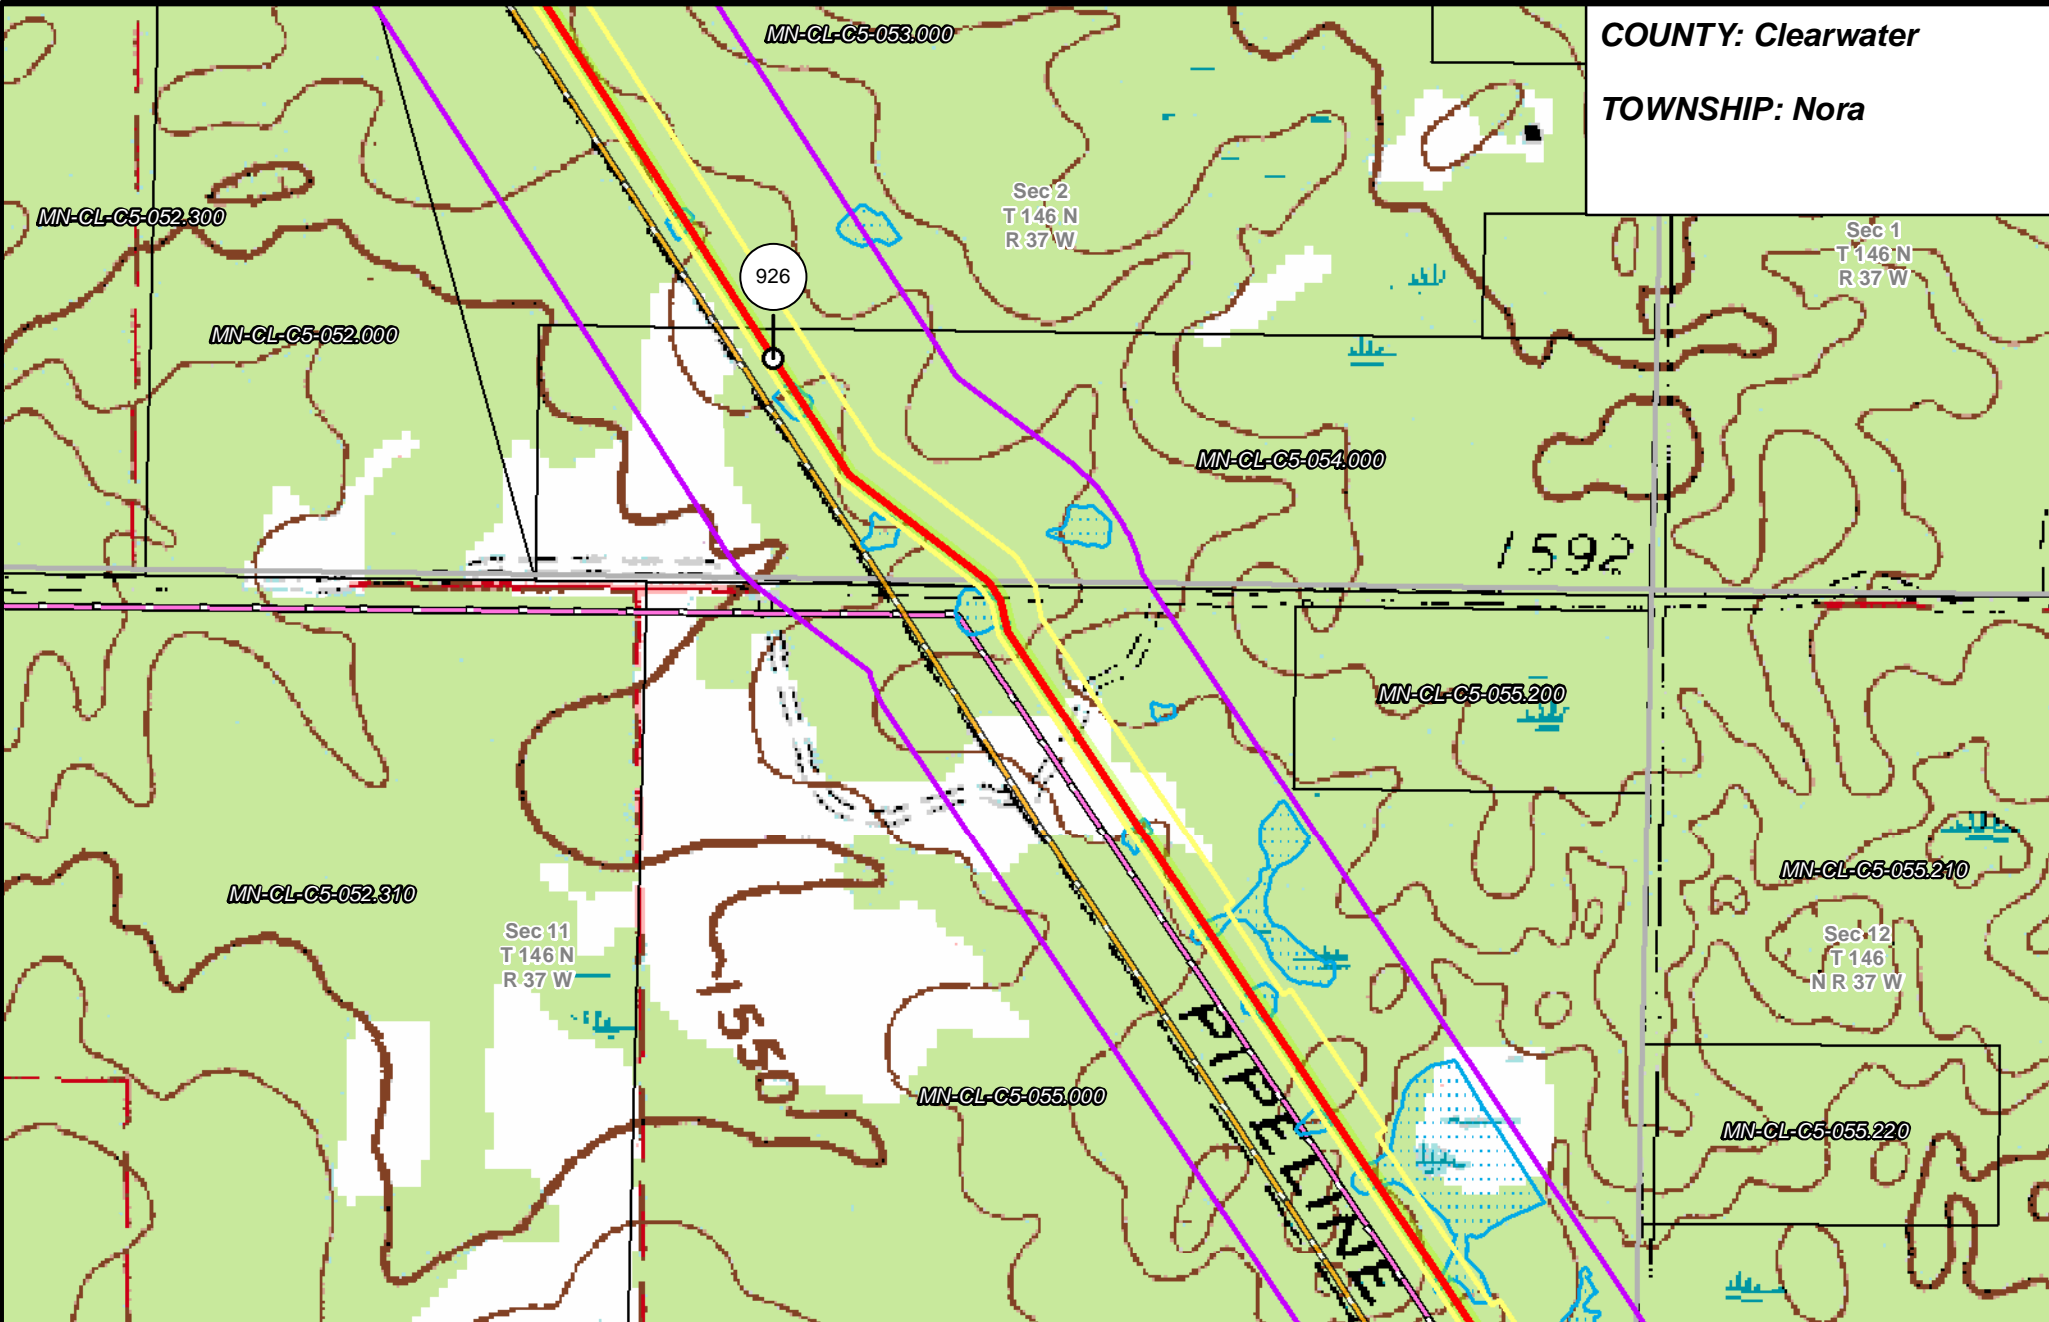 COUNTY: Clearwater
TOWNSHIP: Nora
MN-CL-C5-053.000
Sec 2
T 146 N
R 37 W
MN-CL-C5-052.300
Sec 1
T 146 N
R 37 W
926
MN-CL-C5-052.000
MN-CL-C5-054.000
1592
MN-CL-C5-055.200
MN-CL-C5-055.210
MN-CL-C5-052.310
Sec 11
T 146 N
R 37 W
Sec 12
T 146
N R 37 W
1550
PIPELINE
MN-CL-C5-055.000
MN-CL-C5-055.220